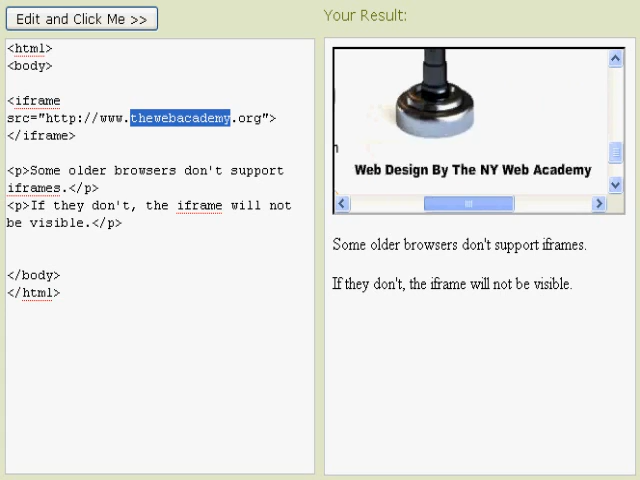 Edit and Click Me >>
Your Result:
<html>
<body>
<iframe
src="http://www.thewebacademy.org">
</iframe>
<p>Some older browsers don't support
iframes.</p>
<p>If they don't, the iframe will not
be visible.</p>
</body>
</html>
Web Design By The NY Web Academy
Some older browsers don't support iframes.
If they don't, the iframe will not be visible.